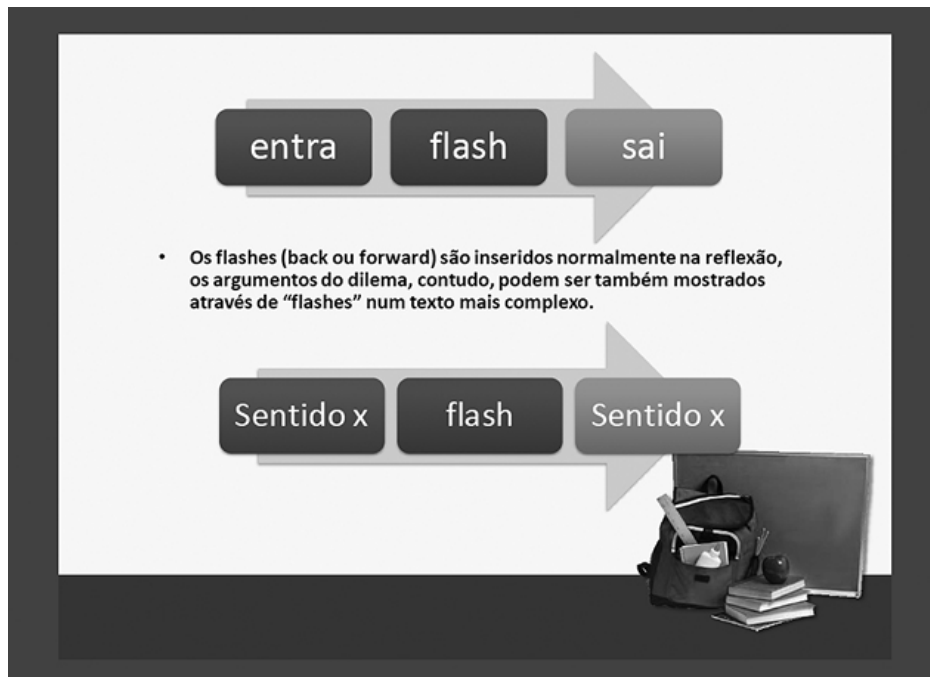 entra flash sai
• Os flashes (back ou forward) são inseridos normalmente na reflexão,
os argumentos do dilema, contudo, podem ser também mostrados
através de “flashes” num texto mais complexo.
Sentido x flash Sentido x